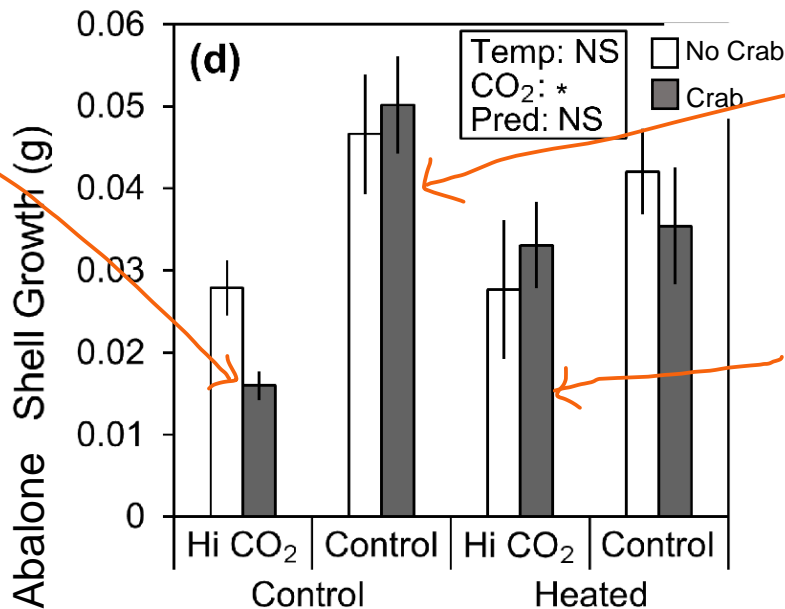 (d)
Temp: NS
CO₂: *
Pred: NS
No Crab
Crab
Abalone Shell Growth (g)
0.06
0.05
0.04
0.03
0.02
0.01
0
Hi CO₂ Control Hi CO₂ Control
Control Heated